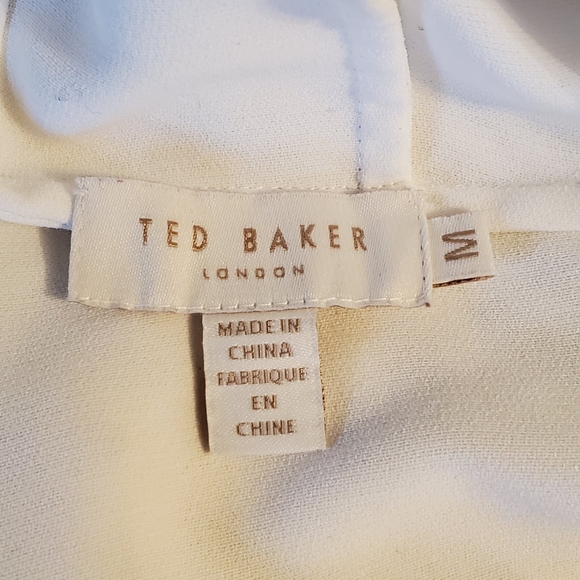 TED BAKER
LONDON
M
MADE IN
CHINA
FABRIQUE
EN
CHINE